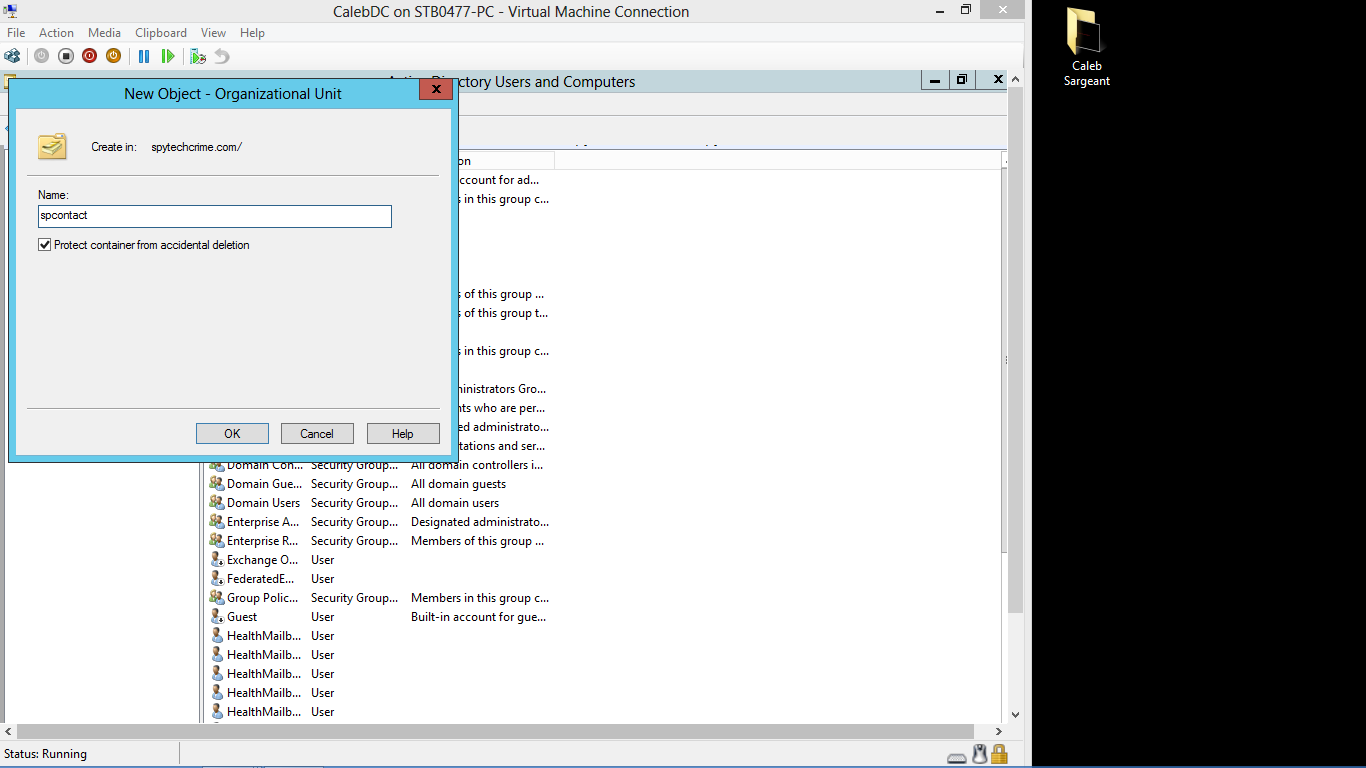 CalebDC on STB0477-PC - Virtual Machine Connection
File Action Media Clipboard View Help
Directory Users and Computers
New Object - Organizational Unit
Create in: spytechcrime.com/
Name:
spcontact
Protect container from accidental deletion
OK Cancel Help
ccount for ad...
in this group c...
of this group ...
of this group t...
in this group c...
Gro...
who are per...
administrato...
and ser...
Domain Con... Security Group... All domain controllers i...
Domain Gue... Security Group... All domain guests
Domain Users Security Group... All domain users
Enterprise A... Security Group... Designated administrato...
Enterprise R... Security Group... Members of this group ...
Exchange O... User
FederatedE... User
Group Polic... Security Group... Members in this group c...
Guest User Built-in account for gue...
HealthMailb... User
HealthMailb... User
HealthMailb... User
HealthMailb... User
HealthMailb... User
Status: Running
Caleb
Sargeant